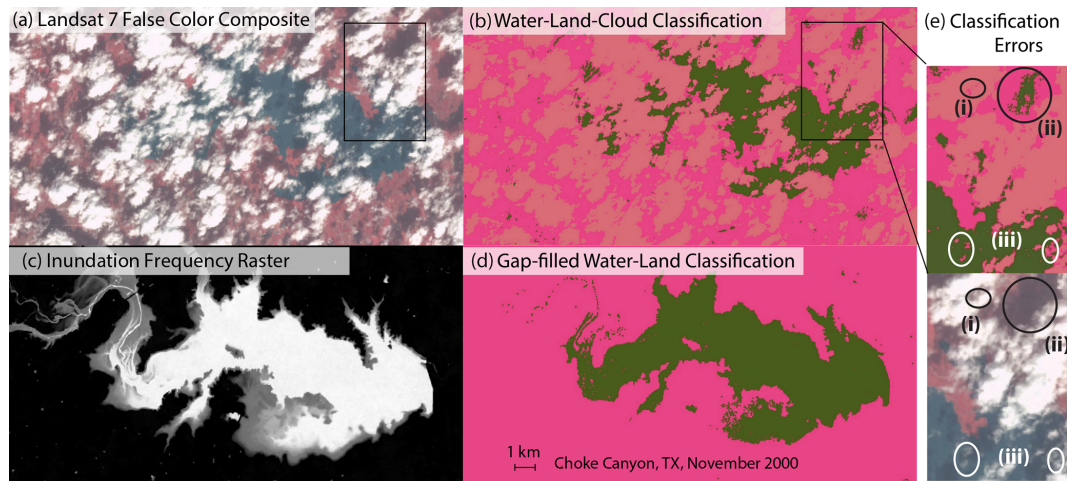 (a) Landsat 7 False Color Composite
(b) Water-Land-Cloud Classification
(e) Classification
Errors
(i)
(ii)
(iii)
(c) Inundation Frequency Raster
(d) Gap-filled Water-Land Classification
(i)
(ii)
(iii)
1 km
Choke Canyon, TX, November 2000